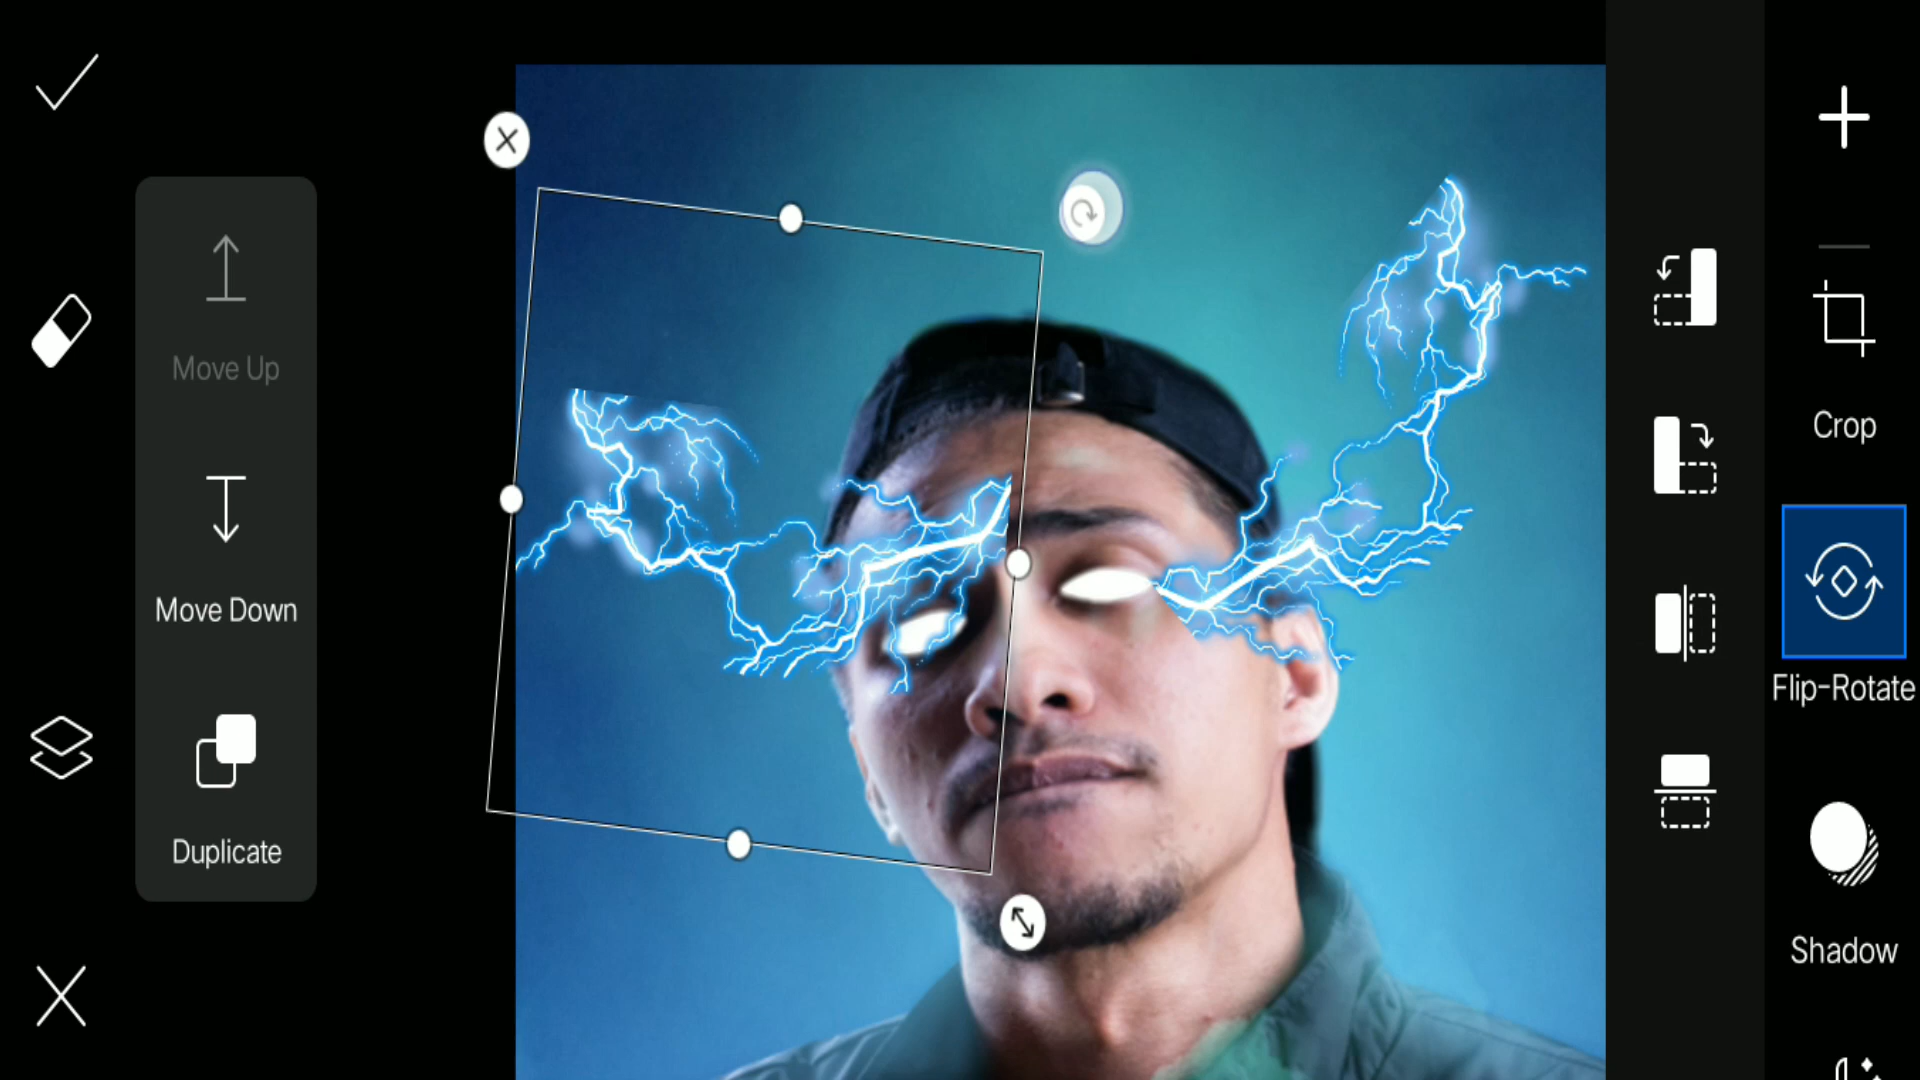 Move Up
Move Down
Duplicate
Crop
Flip-Rotate
Shadow